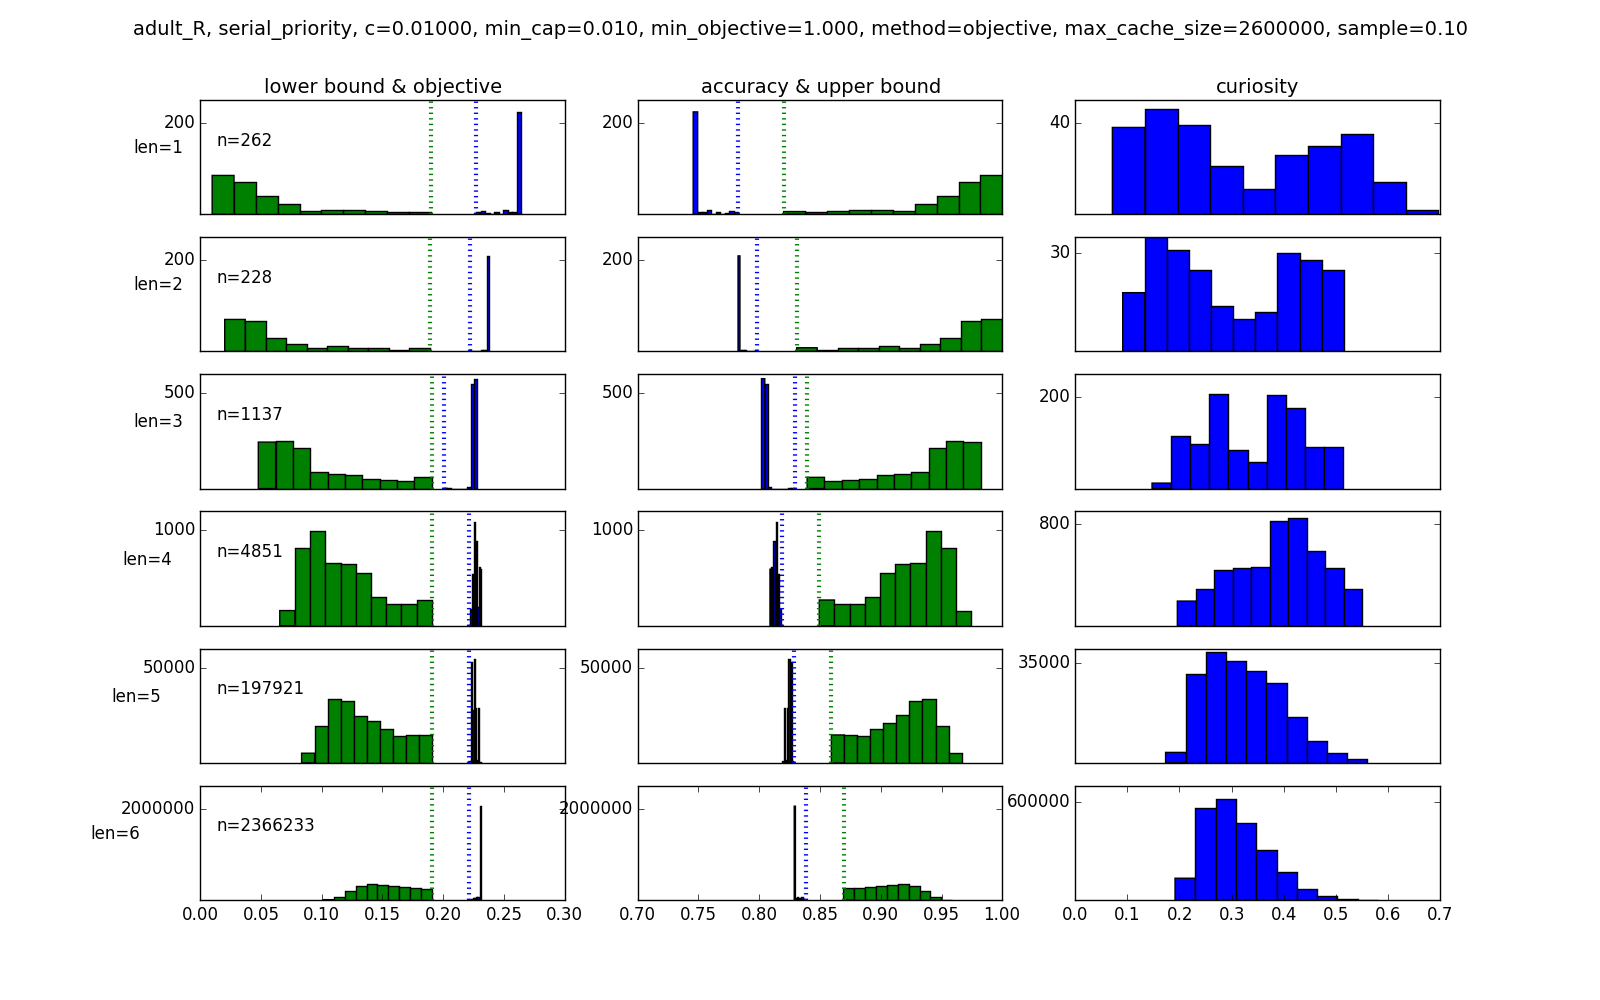 adult_R, serial_priority, c=0.01000, min_cap=0.010, min_objective=1.000, method=objective, max_cache_size=2600000, sample=0.10
lower bound & objective
accuracy & upper bound
curiosity
len=1
200
n=262
200
40
len=2
200
n=228
200
30
len=3
500
n=1137
500
200
len=4
1000
n=4851
1000
800
len=5
50000
n=197921
50000
35000
len=6
2000000
n=2366233
2000000
600000
0.00 0.05 0.10 0.15 0.20 0.25 0.30
0.70 0.75 0.80 0.85 0.90 0.95 1.00
0.0 0.1 0.2 0.3 0.4 0.5 0.6 0.7